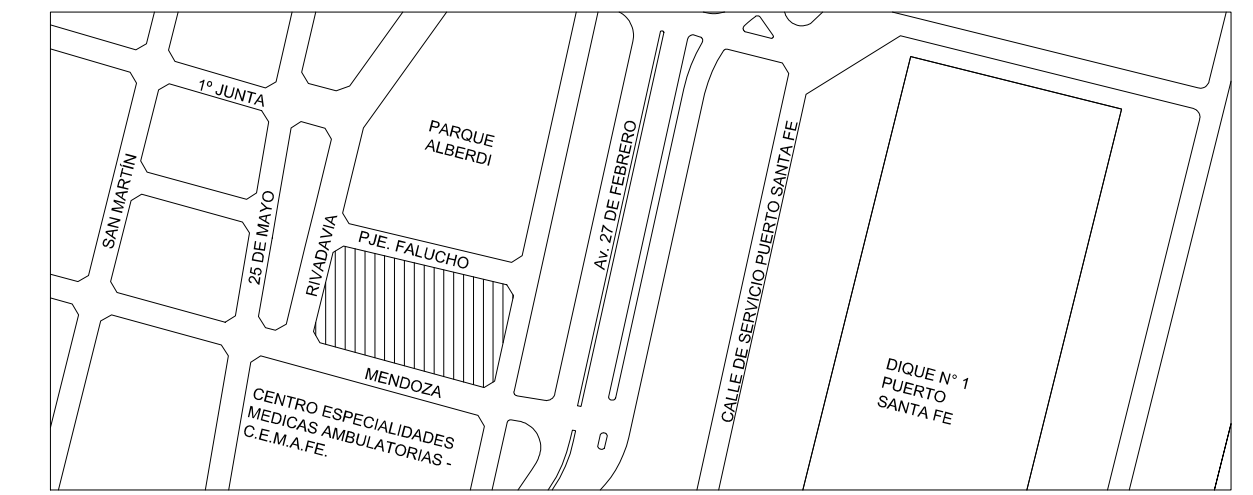 1º JUNTA
PARQUE
ALBERDI
SAN MARTÍN
25 DE MAYO
RIVADAVIA
PJE. FALUCHO
Av. 27 DE FEBRERO
CALLE DE SERVICIO PUERTO SANTA FE
MENDOZA
CENTRO ESPECIALIDADES
MEDICAS AMBULATORIAS -
C.E.M.A.FE.
DIQUE N° 1
PUERTO
SANTA FE